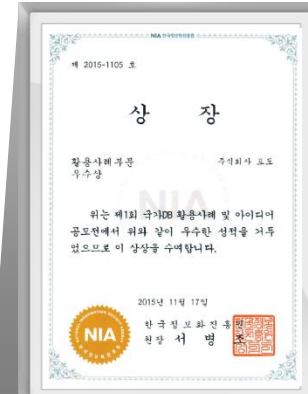 NIA 한국정보화진흥원
제 2015-1105 호
상 장
활용사례부문 주식회사 요도
우수상
위는 제1회 국가DB 활용사례 및 아이디어
공모전에서 위와 같이 우수한 성적을 거두
었으므로 이 상장을 수여합니다.
2015년 11월 17일
한국정보화진흥원
원장 서 병 조
NIA